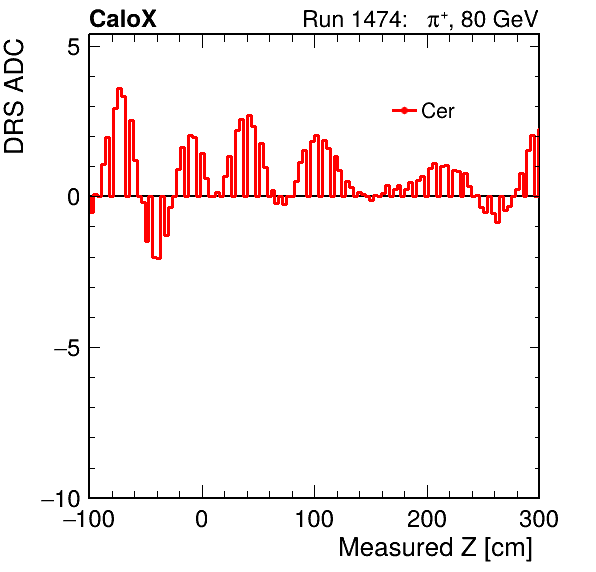 CaloX Run 1474: π⁺, 80 GeV
DRS ADC
Cer
5
0
−5
−10
−100 0 100 200 300
Measured Z [cm]